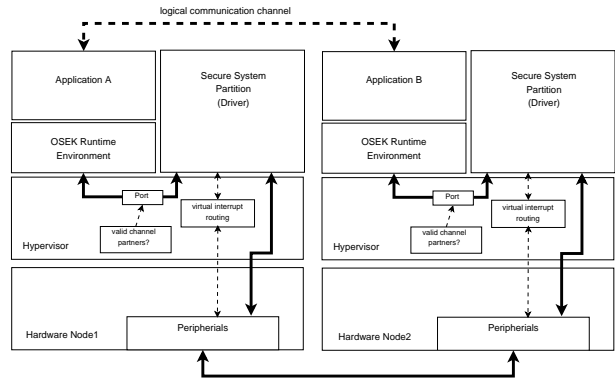 logical communication channel
Application A
Secure System
Partition
(Driver)
OSEK Runtime
Environment
Port
valid channel
partners?
virtual interrupt
routing
Hypervisor
Hardware Node1
Peripherials
Application B
Secure System
Partition
(Driver)
OSEK Runtime
Environment
Port
valid channel
partners?
virtual interrupt
routing
Hypervisor
Hardware Node2
Peripherials